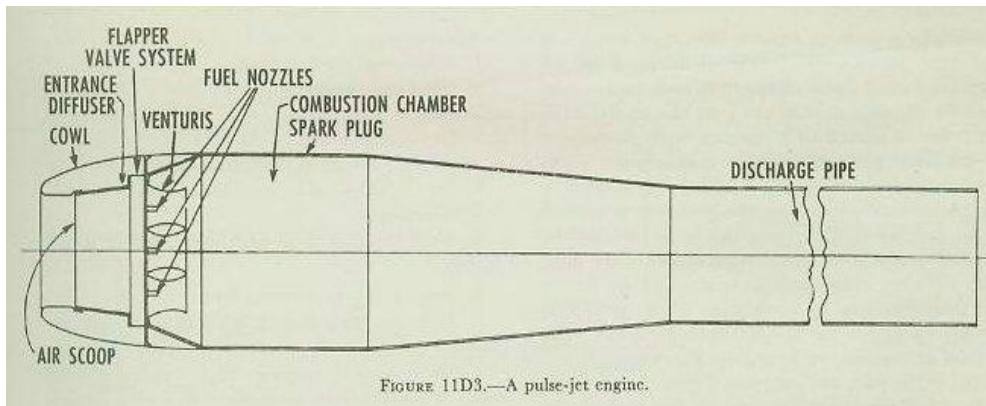 FLAPPER
VALVE SYSTEM
FUEL NOZZLES
ENTRANCE
DIFFUSER
COMBUSTION CHAMBER
VENTURIS
SPARK PLUG
COWL
DISCHARGE PIPE
AIR SCOOP
FIGURE 11D3.—A pulse-jet engine.